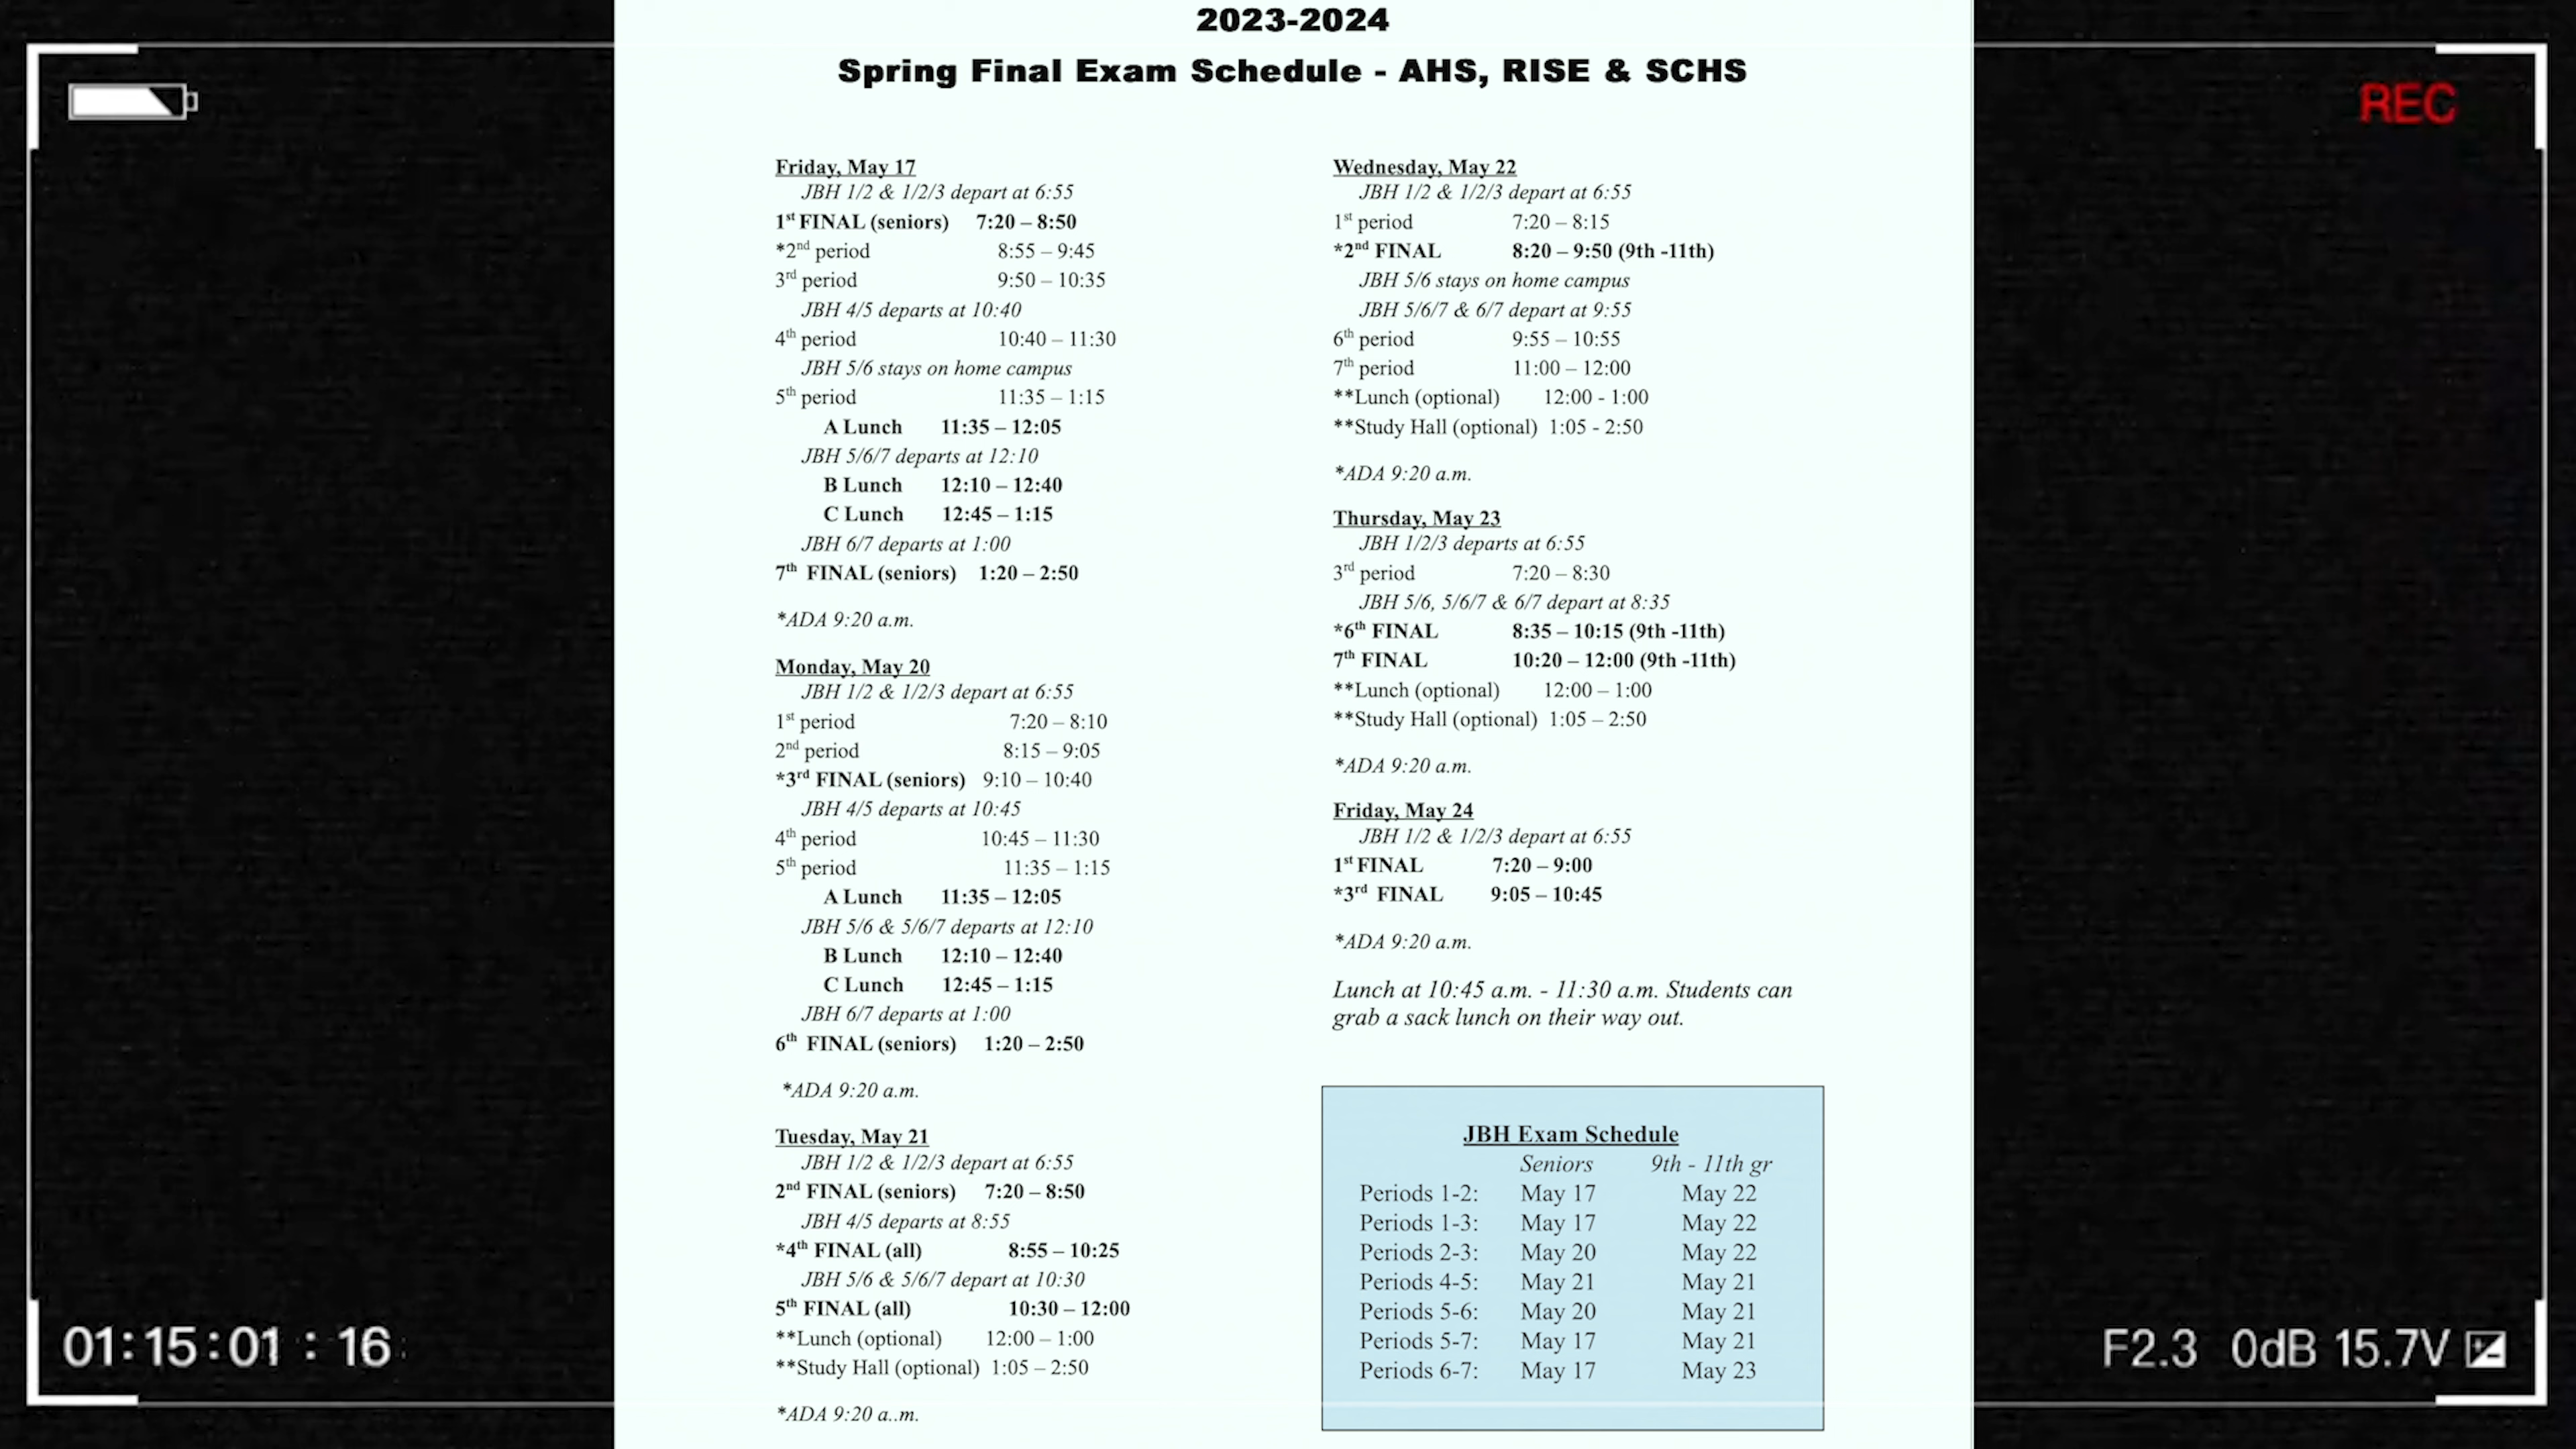 2023-2024
Spring Final Exam Schedule - AHS, RISE & SCHS
REC
Friday, May 17
JBH 1/2 & 1/2/3 depart at 6:55
1st FINAL (seniors) 7:20 – 8:50
*2nd period 8:55 – 9:45
3rd period 9:50 – 10:35
JBH 4/5 departs at 10:40
4th period 10:40 – 11:30
JBH 5/6 stays on home campus
5th period 11:35 – 1:15
A Lunch 11:35 – 12:05
JBH 5/6/7 departs at 12:10
B Lunch 12:10 – 12:40
C Lunch 12:45 – 1:15
JBH 6/7 departs at 1:00
7th FINAL (seniors) 1:20 – 2:50
*ADA 9:20 a.m.
Monday, May 20
JBH 1/2 & 1/2/3 depart at 6:55
1st period 7:20 – 8:10
2nd period 8:15 – 9:05
*3rd FINAL (seniors) 9:10 – 10:40
JBH 4/5 departs at 10:45
4th period 10:45 – 11:30
5th period 11:35 – 1:15
A Lunch 11:35 – 12:05
JBH 5/6 & 5/6/7 departs at 12:10
B Lunch 12:10 – 12:40
C Lunch 12:45 – 1:15
JBH 6/7 departs at 1:00
6th FINAL (seniors) 1:20 – 2:50
*ADA 9:20 a.m.
Tuesday, May 21
JBH 1/2 & 1/2/3 depart at 6:55
2nd FINAL (seniors) 7:20 – 8:50
JBH 4/5 departs at 8:55
*4th FINAL (all) 8:55 – 10:25
JBH 5/6 & 5/6/7 depart at 10:30
5th FINAL (all) 10:30 – 12:00
**Lunch (optional) 12:00 – 1:00
**Study Hall (optional) 1:05 – 2:50
*ADA 9:20 a..m.
Wednesday, May 22
JBH 1/2 & 1/2/3 depart at 6:55
1st period 7:20 – 8:15
*2nd FINAL 8:20 – 9:50 (9th -11th)
JBH 5/6 stays on home campus
JBH 5/6/7 & 6/7 depart at 9:55
6th period 9:55 – 10:55
7th period 11:00 – 12:00
**Lunch (optional) 12:00 - 1:00
**Study Hall (optional) 1:05 - 2:50
*ADA 9:20 a.m.
Thursday, May 23
JBH 1/2/3 departs at 6:55
3rd period 7:20 – 8:30
JBH 5/6, 5/6/7 & 6/7 depart at 8:35
*6th FINAL 8:35 – 10:15 (9th -11th)
7th FINAL 10:20 – 12:00 (9th -11th)
**Lunch (optional) 12:00 – 1:00
**Study Hall (optional) 1:05 – 2:50
*ADA 9:20 a.m.
Friday, May 24
JBH 1/2 & 1/2/3 depart at 6:55
1st FINAL 7:20 – 9:00
*3rd FINAL 9:05 – 10:45
*ADA 9:20 a.m.
Lunch at 10:45 a.m. - 11:30 a.m. Students can
grab a sack lunch on their way out.
JBH Exam Schedule
Seniors 9th - 11th gr
Periods 1-2: May 17 May 22
Periods 1-3: May 17 May 22
Periods 2-3: May 20 May 22
Periods 4-5: May 21 May 21
Periods 5-6: May 20 May 21
Periods 5-7: May 17 May 21
Periods 6-7: May 17 May 23
01:15:01 : 16
F2.3 0dB 15.7V